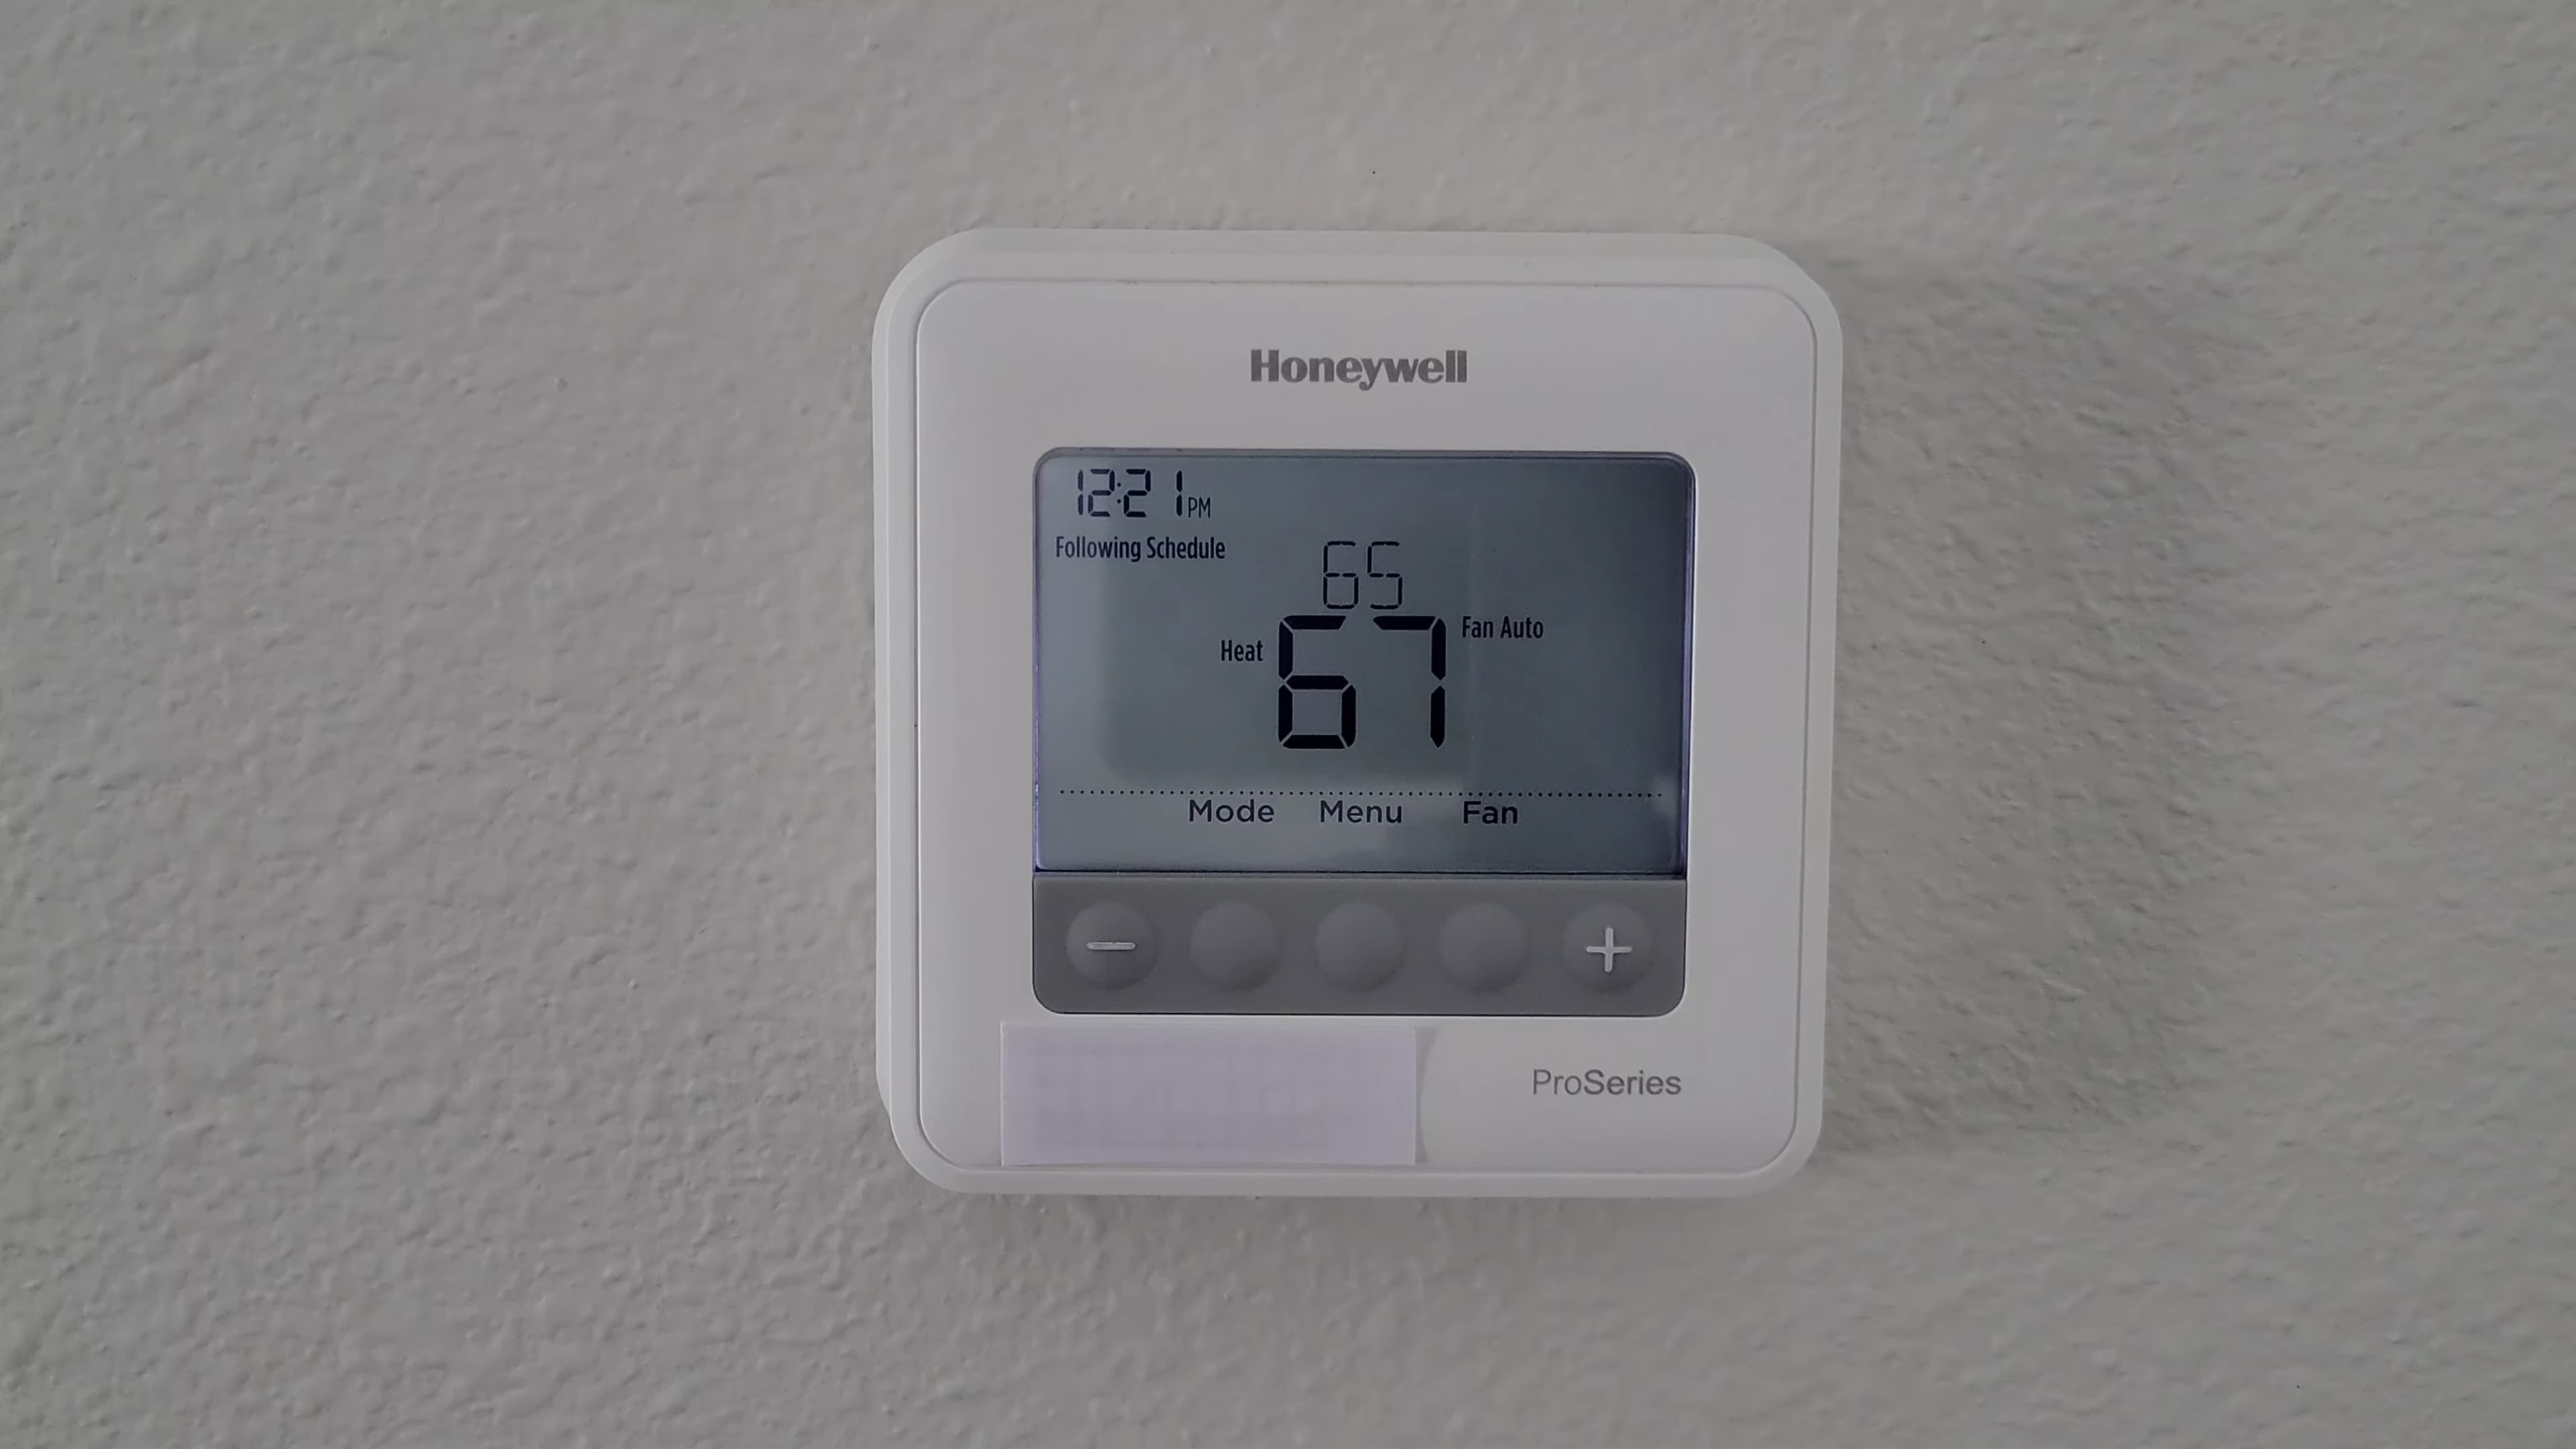 Honeywell
12:21 PM
Following Schedule
65
Heat 67 Fan Auto
Mode Menu Fan
− +
ProSeries